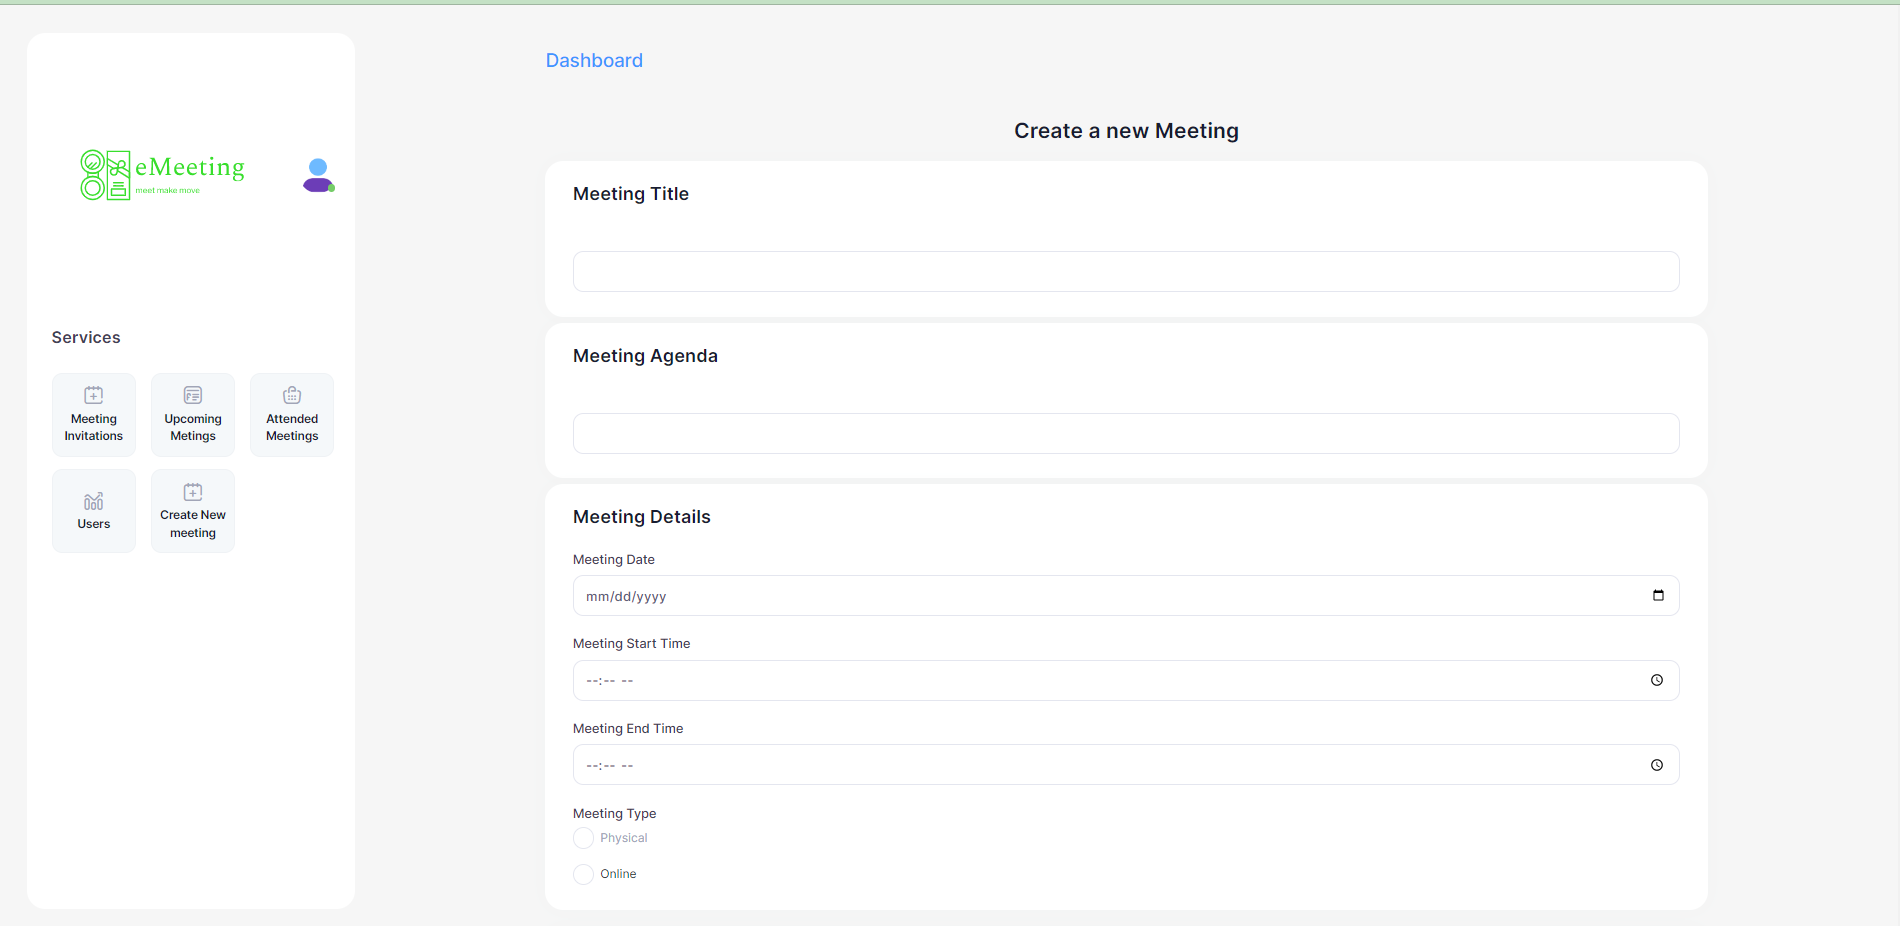 eMeeting
meet make move
Services
Meeting
Invitations
Upcoming
Metings
Attended
Meetings
Users
Create New
meeting
Dashboard
Create a new Meeting
Meeting Title
Meeting Agenda
Meeting Details
Meeting Date
mm/dd/yyyy
Meeting Start Time
--:-- --
Meeting End Time
--:-- --
Meeting Type
Physical
Online